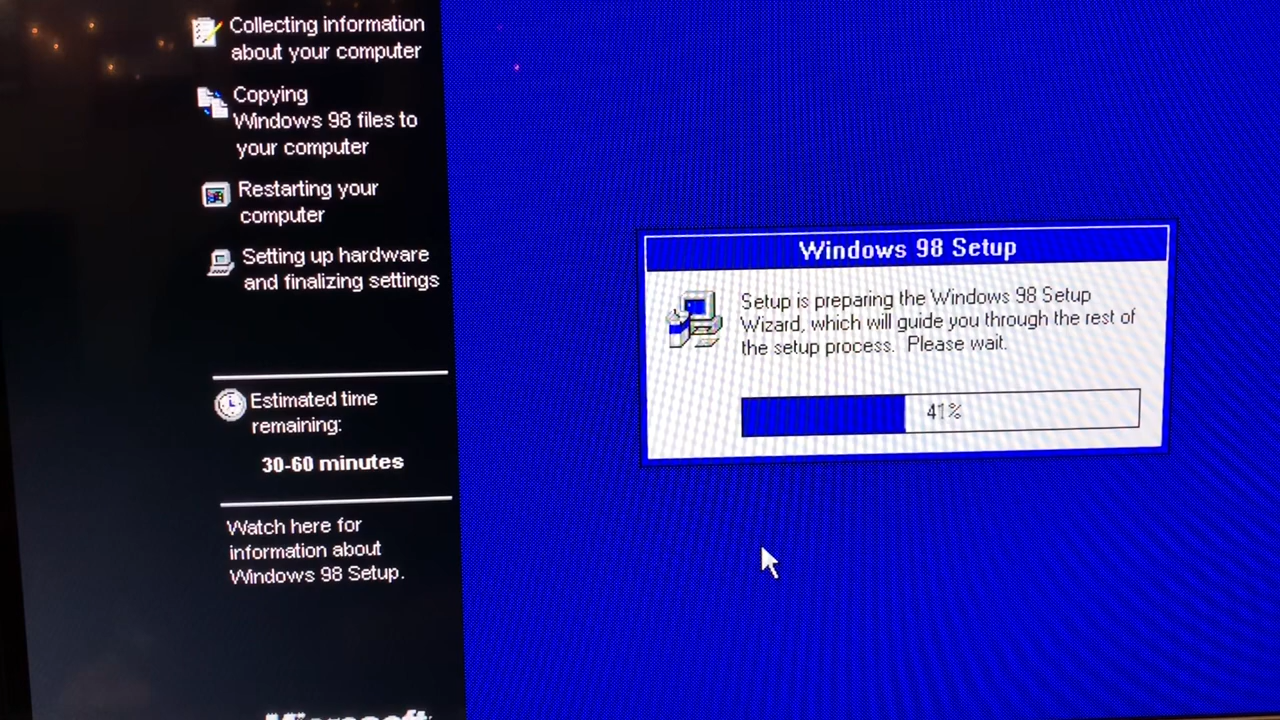 Collecting information
about your computer
Copying
Windows 98 files to
your computer
Restarting your
computer
Setting up hardware
and finalizing settings
Estimated time
remaining:
30-60 minutes
Watch here for
information about
Windows 98 Setup.
Microsoft
Windows 98 Setup
Setup is preparing the Windows 98 Setup
Wizard, which will guide you through the rest of
the setup process.  Please wait.
41%